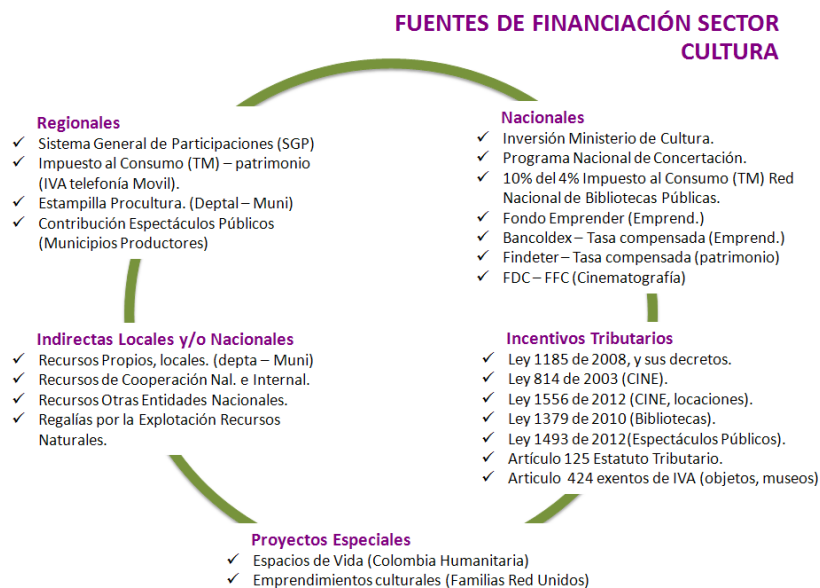 FUENTES DE FINANCIACIÓN SECTOR
CULTURA
Regionales
✓ Sistema General de Participaciones (SGP)
✓ Impuesto al Consumo (TM) – patrimonio
(IVA telefonía Movil).
✓ Estampilla Procultura. (Deptal – Muni)
✓ Contribución Espectáculos Públicos
(Municipios Productores)
Nacionales
✓ Inversión Ministerio de Cultura.
✓ Programa Nacional de Concertación.
✓ 10% del 4% Impuesto al Consumo (TM) Red
Nacional de Bibliotecas Públicas.
✓ Fondo Emprender (Emprend.)
✓ Bancoldex – Tasa compensada (Emprend.)
✓ Findeter – Tasa compensada (patrimonio)
✓ FDC – FFC (Cinematografía)
Indirectas Locales y/o Nacionales
✓ Recursos Propios, locales. (depta – Muni)
✓ Recursos de Cooperación Nal. e Internal.
✓ Recursos Otras Entidades Nacionales.
✓ Regalías por la Explotación Recursos
Naturales.
Incentivos Tributarios
✓ Ley 1185 de 2008, y sus decretos.
✓ Ley 814 de 2003 (CINE).
✓ Ley 1556 de 2012 (CINE, locaciones).
✓ Ley 1379 de 2010 (Bibliotecas).
✓ Ley 1493 de 2012(Espectáculos Públicos).
✓ Artículo 125 Estatuto Tributario.
✓ Articulo 424 exentos de IVA (objetos, museos)
Proyectos Especiales
✓ Espacios de Vida (Colombia Humanitaria)
✓ Emprendimientos culturales (Familias Red Unidos)